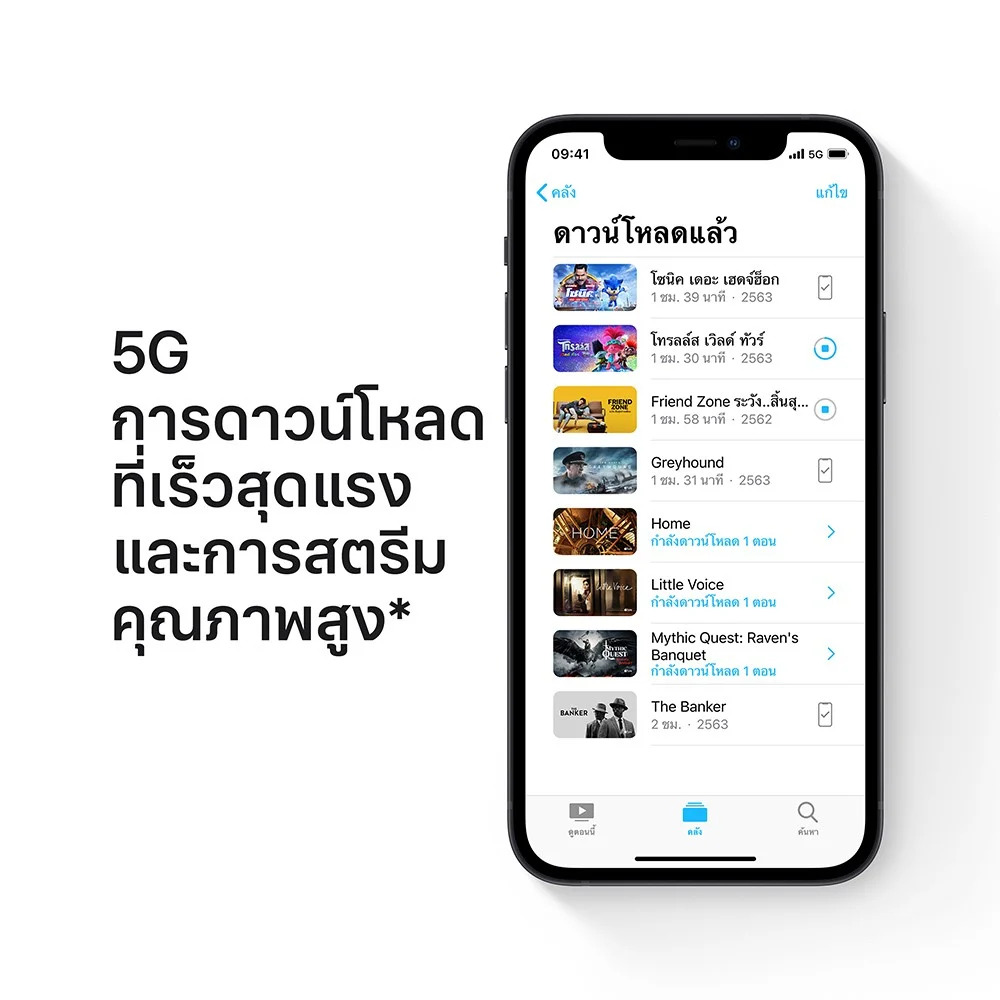 5G
การดาวน์โหลด
ที่เร็วสุดแรง
และการสตรีม
คุณภาพสูง*
09:41 5G
คลัง แก้ไข
ดาวน์โหลดแล้ว
โซนิค เดอะ เฮดจ์ฮ็อก
1 ชม. 39 นาที · 2563
โทรลล์ส เวิลด์ ทัวร์
1 ชม. 30 นาที · 2563
FRIEND
ZONE
Friend Zone ระวัง..สิ้นสุ...
1 ชม. 58 นาที · 2562
GREYHOUND
Greyhound
1 ชม. 31 นาที · 2563
HOME
Home
กำลังดาวน์โหลด 1 ตอน
Little Voice
Little Voice
กำลังดาวน์โหลด 1 ตอน
MYTHIC
QUEST
Mythic Quest: Raven's
Banquet
กำลังดาวน์โหลด 1 ตอน
THE
BANKER
The Banker
2 ชม. · 2563
ดูตอนนี้ คลัง ค้นหา